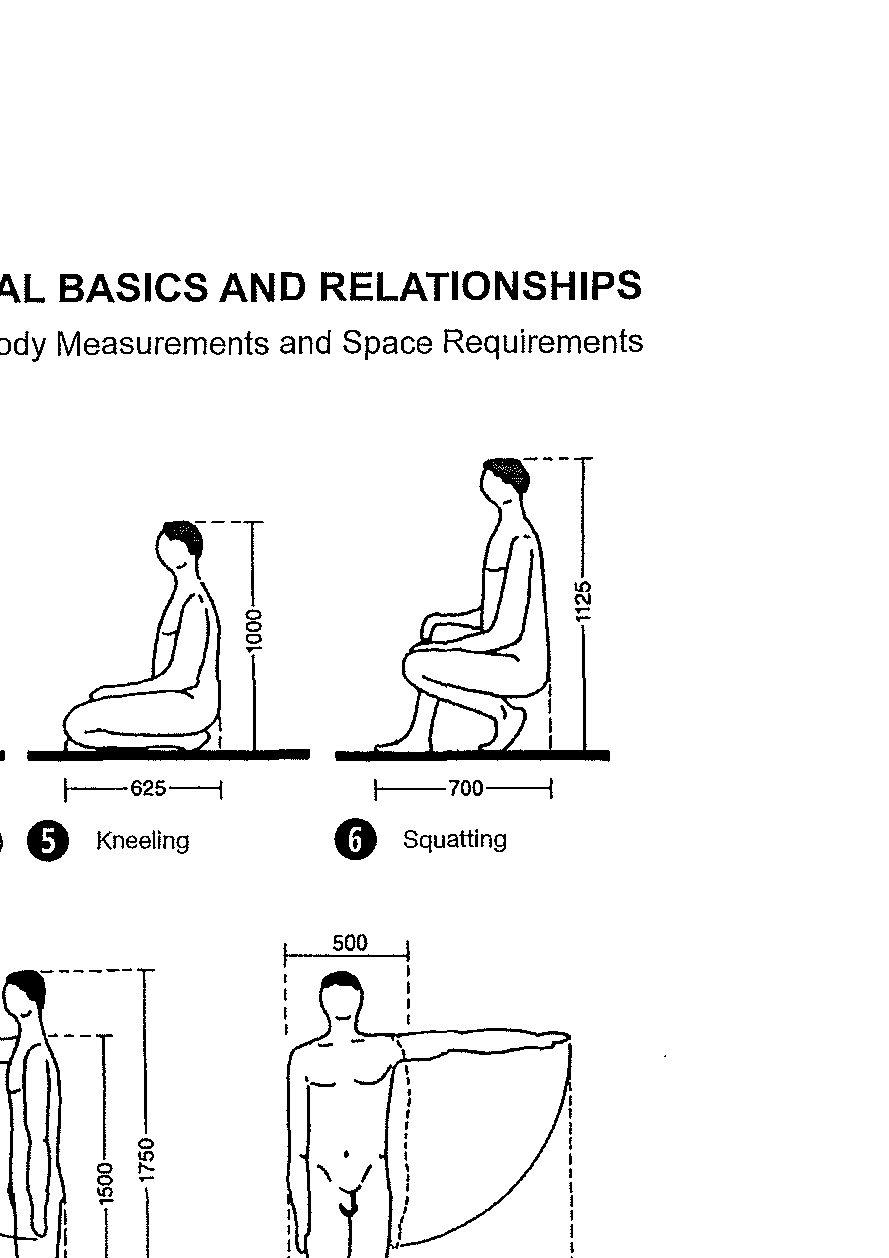 AL BASICS AND RELATIONSHIPS
ody Measurements and Space Requirements
1000
1125
625
700
5 Kneeling
6 Squatting
500
1750
1500